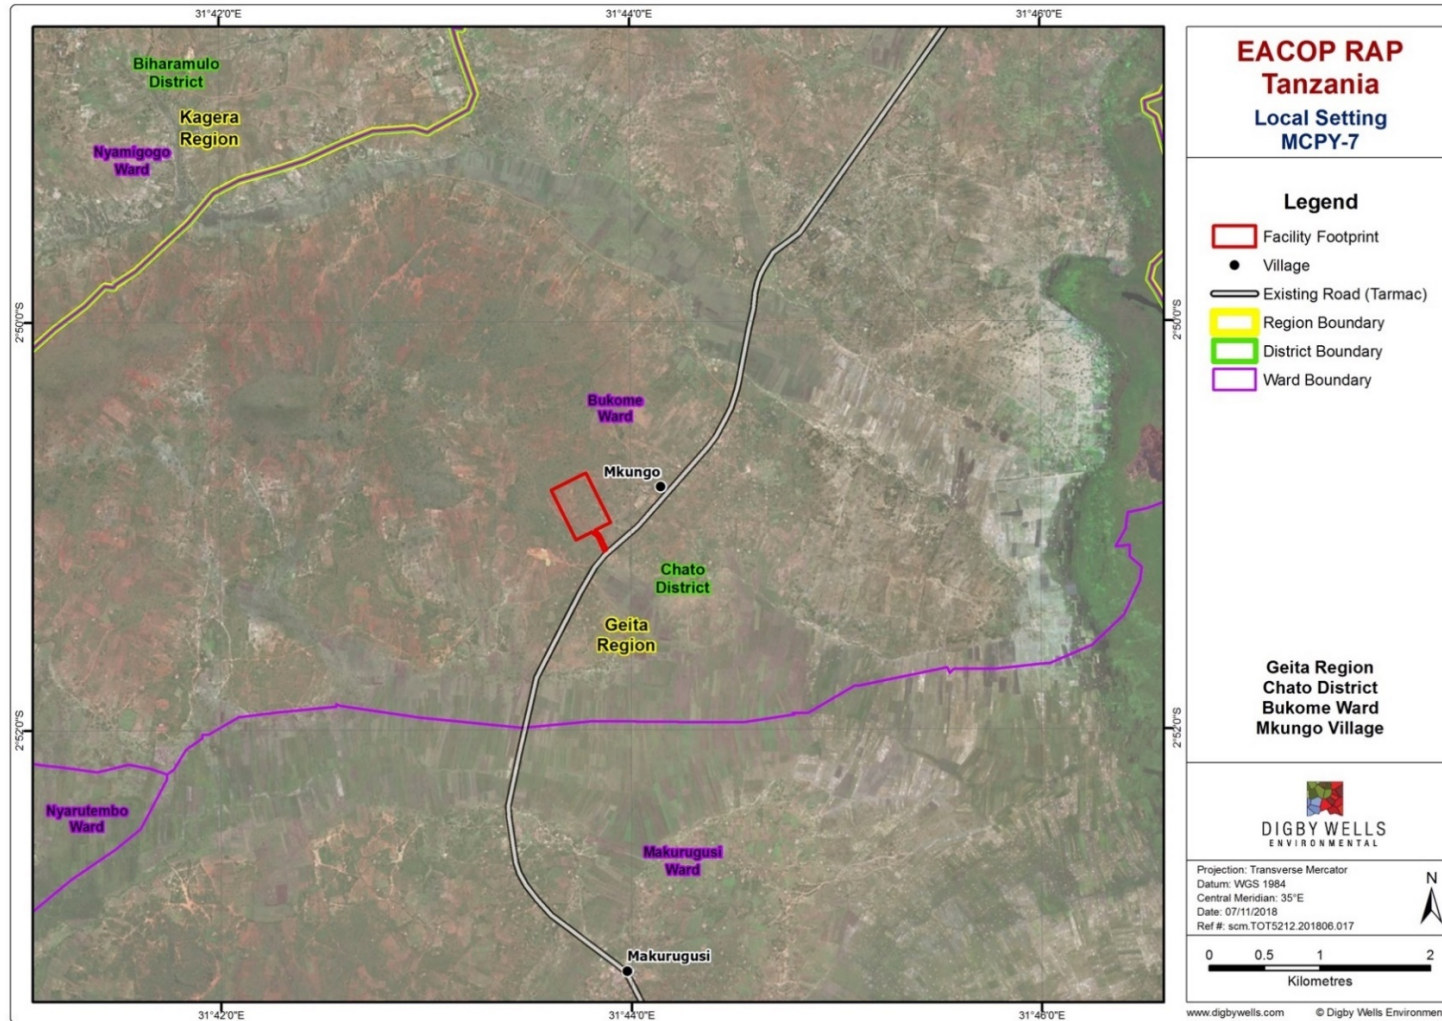 31°42'0"E
31°44'0"E
31°46'0"E
Biharamulo
District
Kagera
Region
Nyamigogo
Ward
2°50'0"S
2°50'0"S
Bukome
Ward
Mkungo
Chato
District
Geita
Region
2°52'0"S
2°52'0"S
Nyarutembo
Ward
Makurugusi
Ward
Makurugusi
31°42'0"E
31°44'0"E
31°46'0"E
EACOP RAP
Tanzania
Local Setting
MCPY-7
Legend
Facility Footprint
Village
Existing Road (Tarmac)
Region Boundary
District Boundary
Ward Boundary
Geita Region
Chato District
Bukome Ward
Mkungo Village
DIGBY WELLS
ENVIRONMENTAL
Projection: Transverse Mercator
Datum: WGS 1984
Central Meridian: 35°E
Date: 07/11/2018
Ref #: scm.TOT5212.201806.017
N
0 0.5 1 2
Kilometres
www.digbywells.com © Digby Wells Environmen